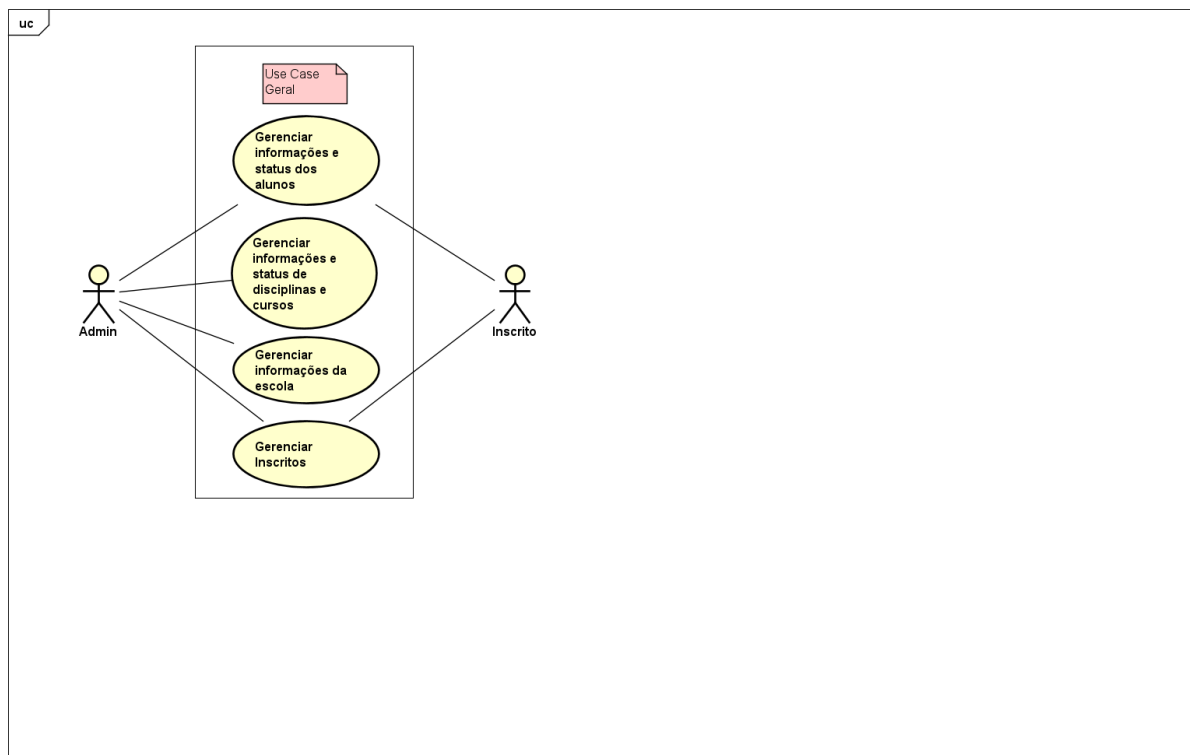 uc
Use Case
Geral
Gerenciar
informações e
status dos
alunos
Gerenciar
informações e
status de
disciplinas e
cursos
Admin
Inscrito
Gerenciar
informações da
escola
Gerenciar
Inscritos